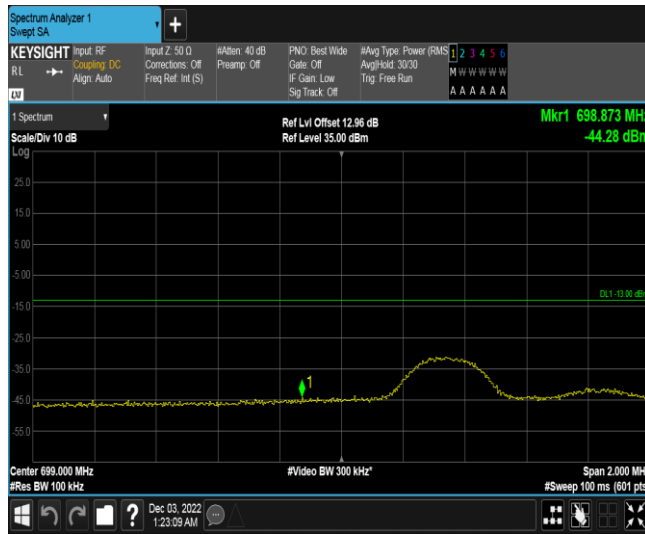 Spectrum Analyzer 1
Swept SA
KEYSIGHT
RL
LXI
Input: RF
Coupling: DC
Align: Auto
Input Z: 50 Ω
Corrections: Off
Freq Ref: Int (S)
#Atten: 40 dB
Preamp: Off
PNO: Best Wide
Gate: Off
IF Gain: Low
Sig Track: Off
#Avg Type: Power (RMS
Avg|Hold: 30/30
Trig: Free Run
1 2 3 4 5 6
M W W W W W
A A A A A A
1 Spectrum
Scale/Div 10 dB
Log
Ref Lvl Offset 12.96 dB
Ref Level 35.00 dBm
Mkr1 698.873 MHz
-44.28 dBm
25.0
15.0
5.00
-5.00
DL1 -13.00 dBm
-15.0
-25.0
-35.0
1
-45.0
-55.0
Center 699.000 MHz
#Res BW 100 kHz
#Video BW 300 kHz*
Span 2.000 MH
#Sweep 100 ms (601 pts
?
Dec 03, 2022
1:23:09 AM